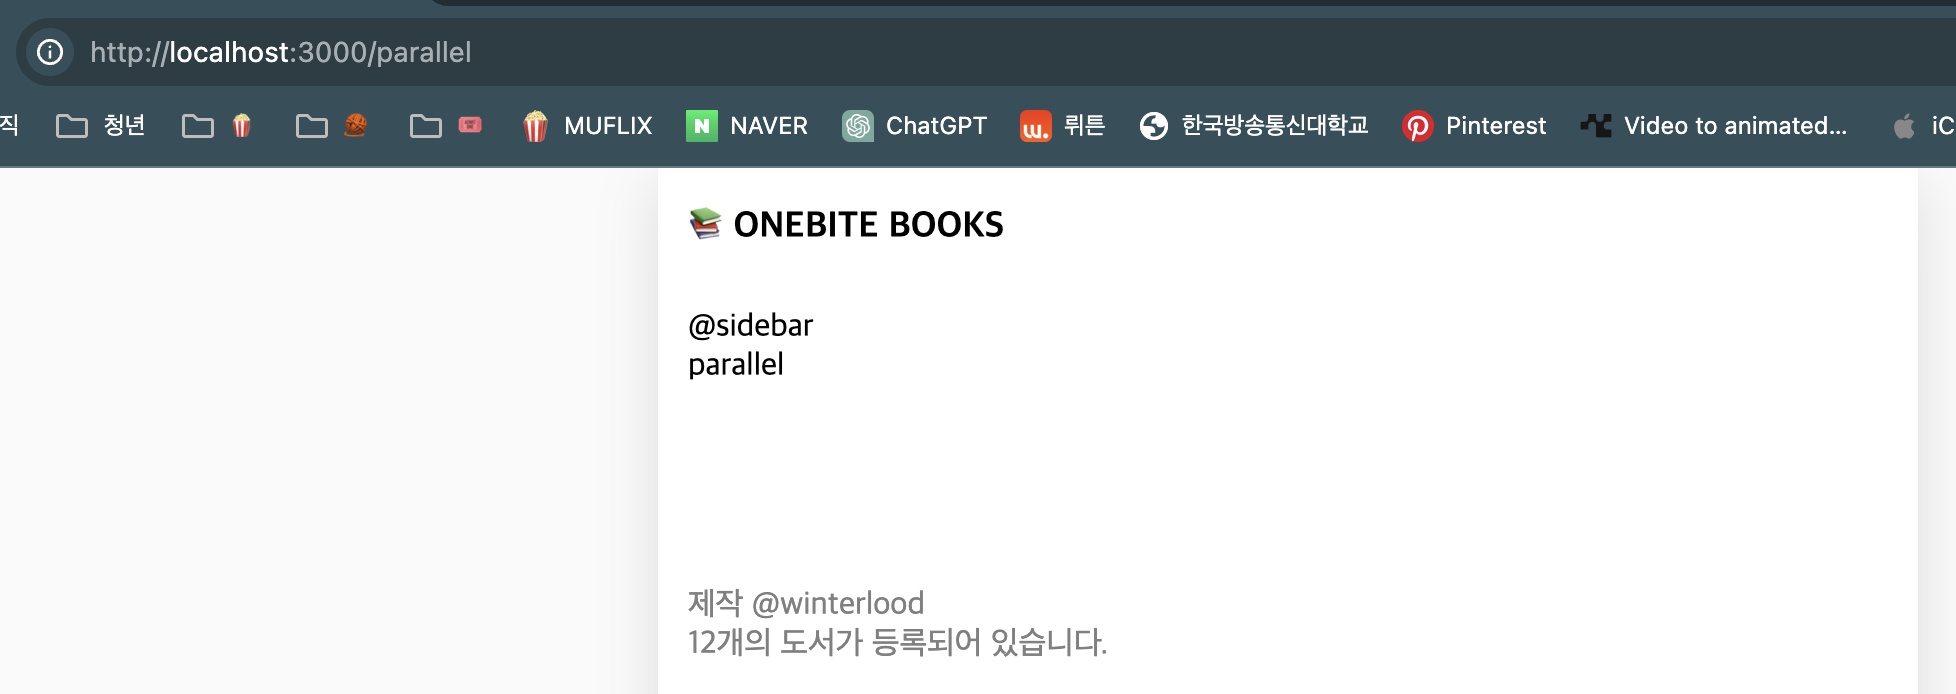 http://localhost:3000/parallel
직 청년 MUFLIX N NAVER ChatGPT w. 뤼튼 한국방송통신대학교 Pinterest Video to animated... iC
ONEBITE BOOKS
@sidebar
parallel
제작 @winterlood
12개의 도서가 등록되어 있습니다.